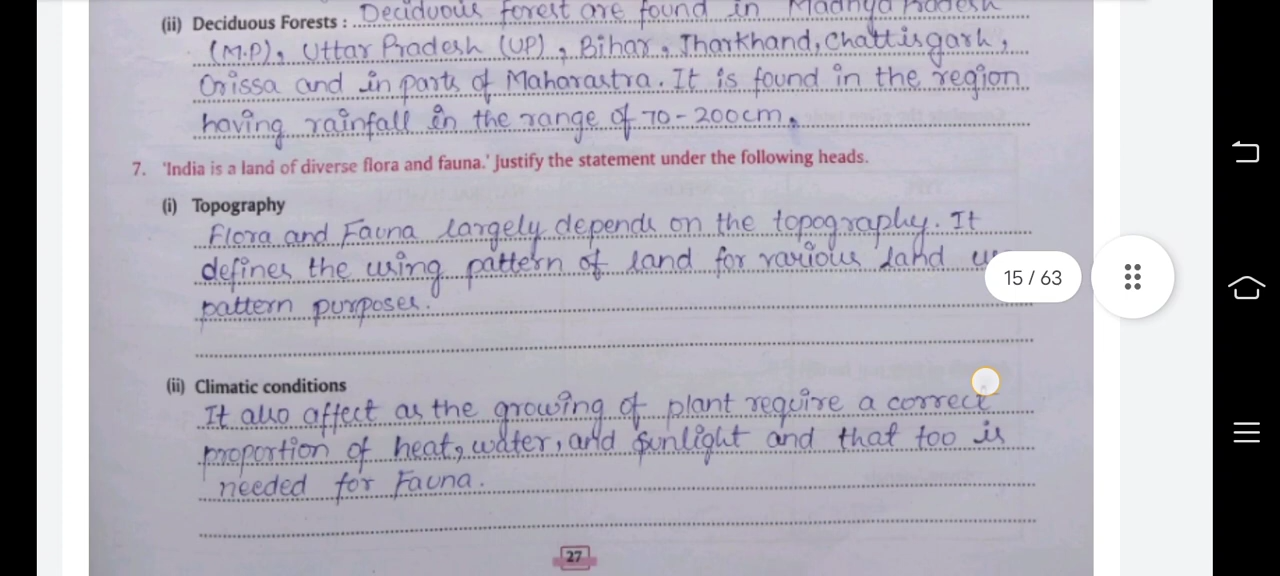 (ii) Deciduous Forests : Deciduous forest are found in Madhya Pradesh
(M.P), Uttar Pradesh (UP), Bihar, Jharkhand, Chattisgarh,
Orissa and in parts of Maharastra. It is found in the region
having rainfall in the range of 70-200cm.
7. 'India is a land of diverse flora and fauna.' Justify the statement under the following heads.
(i) Topography
Flora and Fauna largely depends on the topography. It
defines the using pattern of land for various land
15 / 63
pattern purposes.
(ii) Climatic conditions
It also affect as the growing of plant require a correct
proportion of heat, water, and sunlight and that too is
needed for Fauna.
27